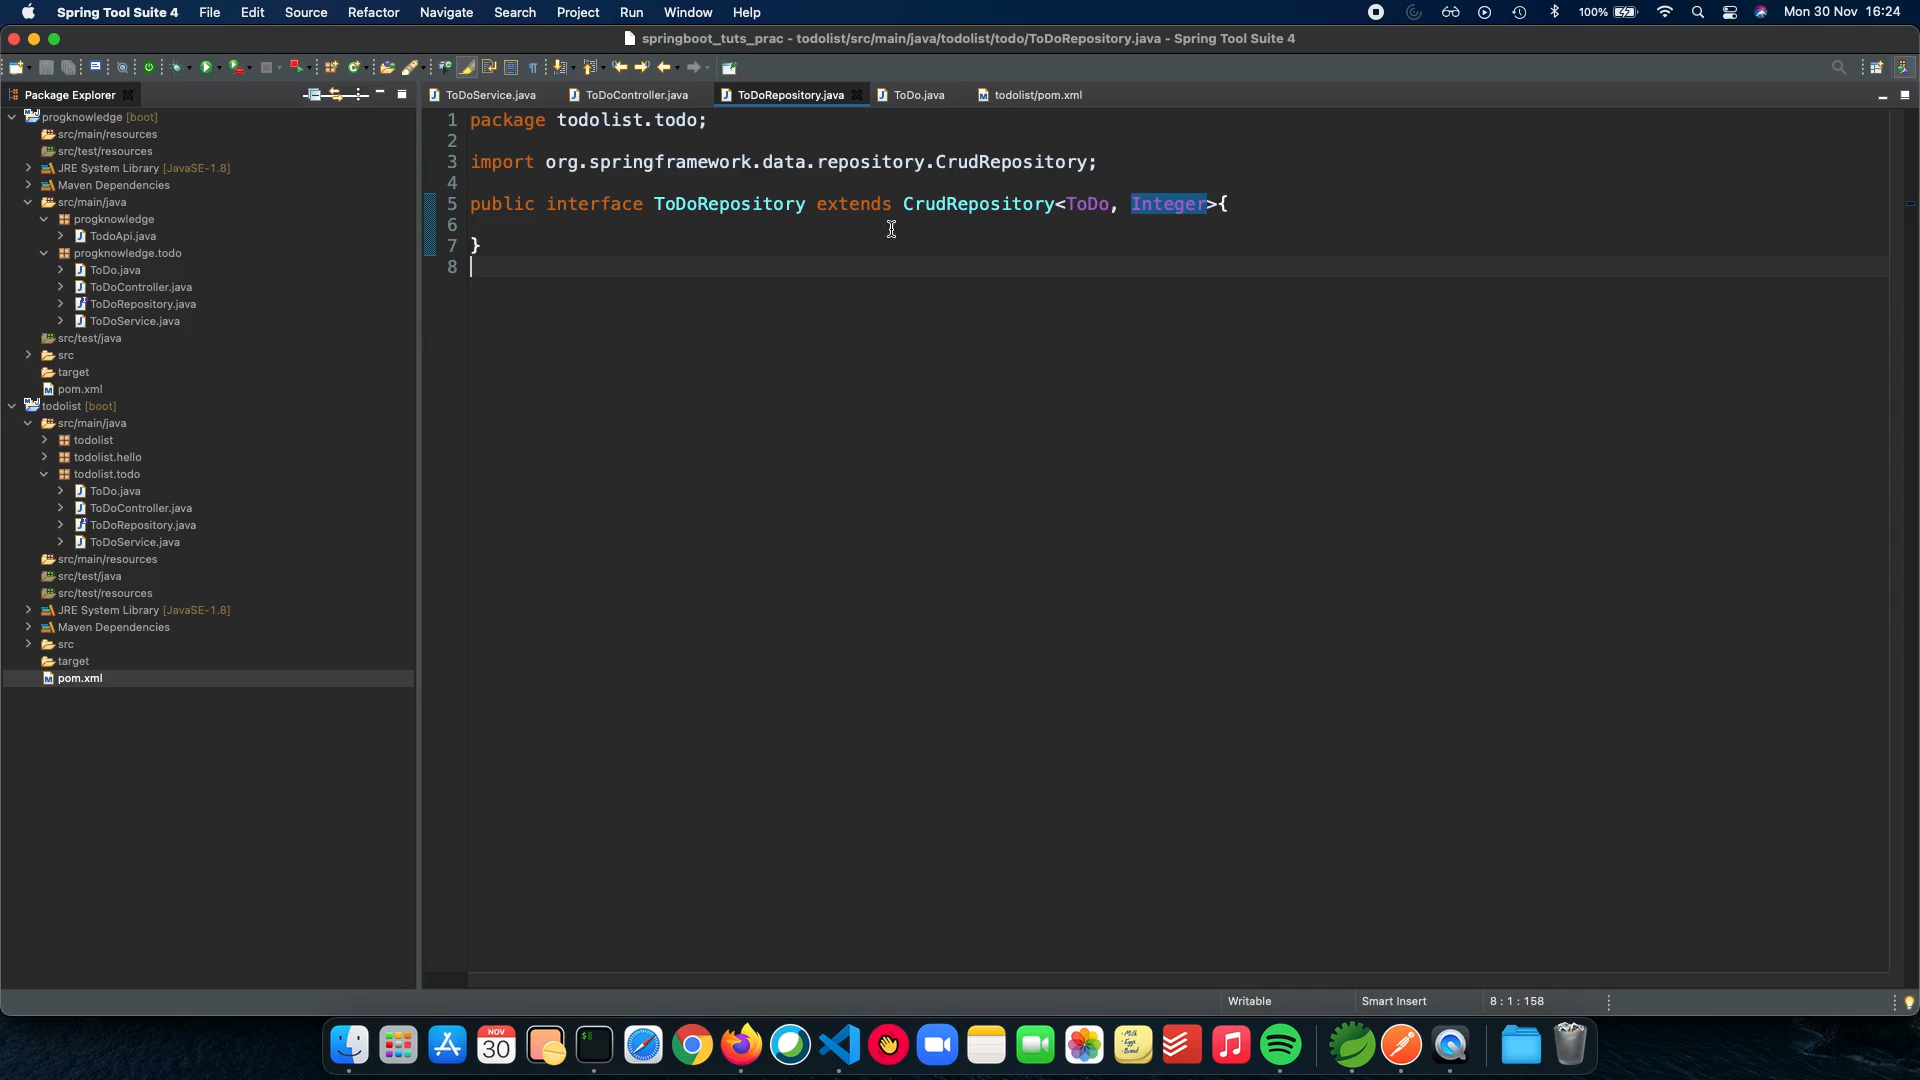 Spring Tool Suite 4 File Edit Source Refactor Navigate Search Project Run Window Help 100% Mon 30 Nov 16:24
springboot_tuts_prac - todolist/src/main/java/todolist/todo/ToDoRepository.java - Spring Tool Suite 4
Package Explorer
progknowledge [boot]
src/main/resources
src/test/resources
JRE System Library [JavaSE-1.8]
Maven Dependencies
src/main/java
progknowledge
TodoApi.java
progknowledge.todo
ToDo.java
ToDoController.java
ToDoRepository.java
ToDoService.java
src/test/java
src
target
pom.xml
todolist [boot]
src/main/java
todolist
todolist.hello
todolist.todo
ToDo.java
ToDoController.java
ToDoRepository.java
ToDoService.java
src/main/resources
src/test/java
src/test/resources
JRE System Library [JavaSE-1.8]
Maven Dependencies
src
target
pom.xml
ToDoService.java ToDoController.java ToDoRepository.java ToDo.java todolist/pom.xml
1 package todolist.todo;
2
3 import org.springframework.data.repository.CrudRepository;
4
5 public interface ToDoRepository extends CrudRepository<ToDo, Integer>{
6
7 }
8
Writable Smart Insert 8 : 1 : 158
NOV
30
Milk
Eggs
Bread